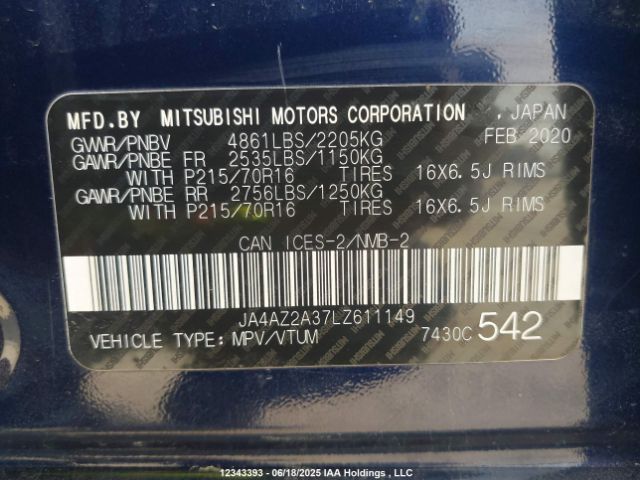 MFD.BY MITSUBISHI MOTORS CORPORATION , JAPAN
GVWR/PNBV 4861LBS/2205KG FEB 2020
GAWR/PNBE FR 2535LBS/1150KG
WITH P215/70R16 TIRES 16X6.5J RIMS
GAWR/PNBE RR 2756LBS/1250KG
WITH P215/70R16 TIRES 16X6.5J RIMS
CAN ICES-2/NMB-2
JA4AZ2A37LZ611149
VEHICLE TYPE: MPV/VTUM 7430C 542
12343393 - 06/18/2025 IAA Holdings , LLC